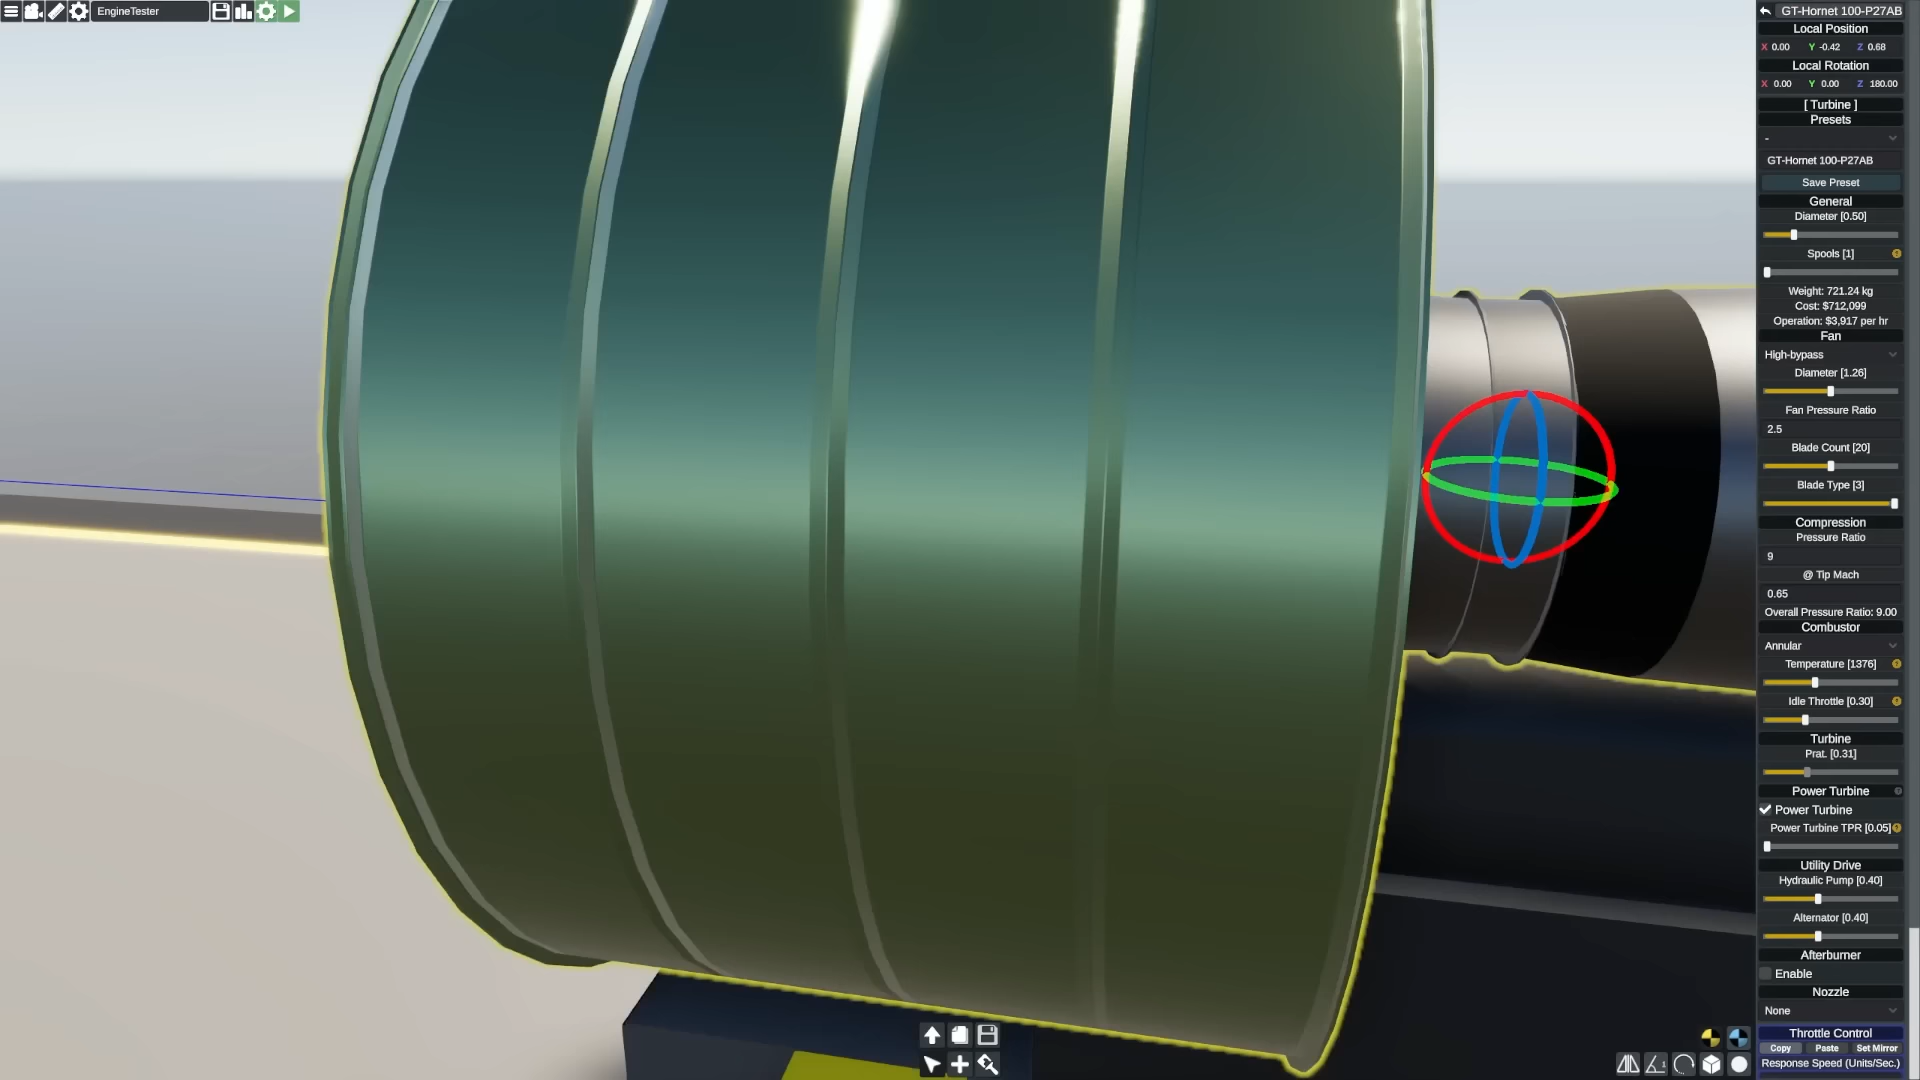 EngineTester
GT-Hornet 100-P27AB
Local Position
X 0.00 Y -0.42 Z 0.68
Local Rotation
X 0.00 Y 0.00 Z 180.00
[ Turbine ]
Presets
-
GT-Hornet 100-P27AB
Save Preset
General
Diameter [0.50]
Spools [1]
Weight: 721.24 kg
Cost: $712,099
Operation: $3,917 per hr
Fan
High-bypass
Diameter [1.26]
Fan Pressure Ratio
2.5
Blade Count [20]
Blade Type [3]
Compression
Pressure Ratio
9
@ Tip Mach
0.65
Overall Pressure Ratio: 9.00
Combustor
Annular
Temperature [1376]
Idle Throttle [0.30]
Turbine
Prat. [0.31]
Power Turbine
Power Turbine
Power Turbine TPR [0.05]
Utility Drive
Hydraulic Pump [0.40]
Alternator [0.40]
Afterburner
Enable
Nozzle
None
Throttle Control
Copy Paste Set Mirror
Response Speed (Units/Sec.)